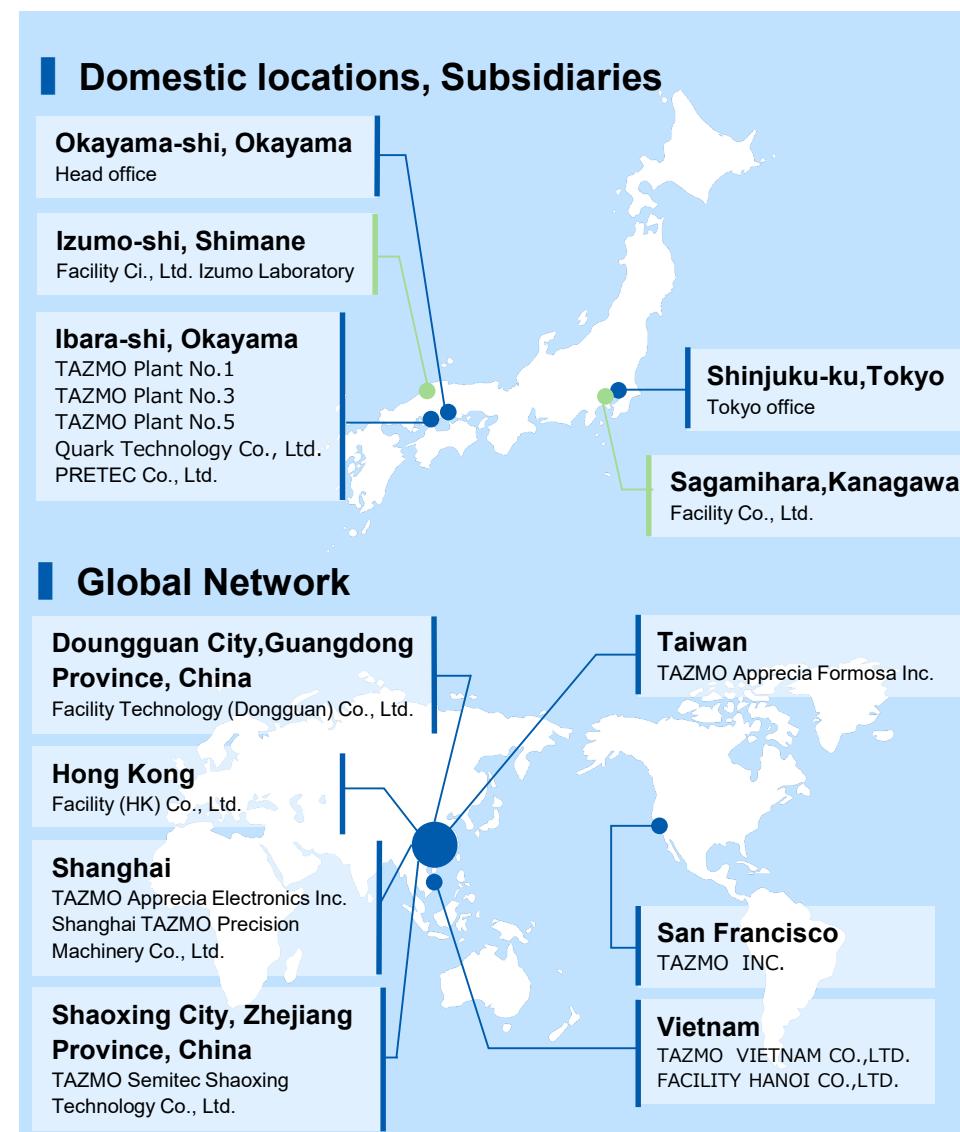 Domestic locations, Subsidiaries
Okayama-shi, Okayama
Head office
Izumo-shi, Shimane
Facility Ci., Ltd. Izumo Laboratory
Ibara-shi, Okayama
TAZMO Plant No.1
TAZMO Plant No.3
TAZMO Plant No.5
Quark Technology Co., Ltd.
PRETEC Co., Ltd.
Shinjuku-ku,Tokyo
Tokyo office
Sagamihara,Kanagawa
Facility Co., Ltd.
Global Network
Doungguan City,Guangdong
Province, China
Facility Technology (Dongguan) Co., Ltd.
Hong Kong
Facility (HK) Co., Ltd.
Shanghai
TAZMO Apprecia Electronics Inc.
Shanghai TAZMO Precision
Machinery Co., Ltd.
Shaoxing City, Zhejiang
Province, China
TAZMO Semitec Shaoxing
Technology Co., Ltd.
Taiwan
TAZMO Apprecia Formosa Inc.
San Francisco
TAZMO INC.
Vietnam
TAZMO VIETNAM CO.,LTD.
FACILITY HANOI CO.,LTD.